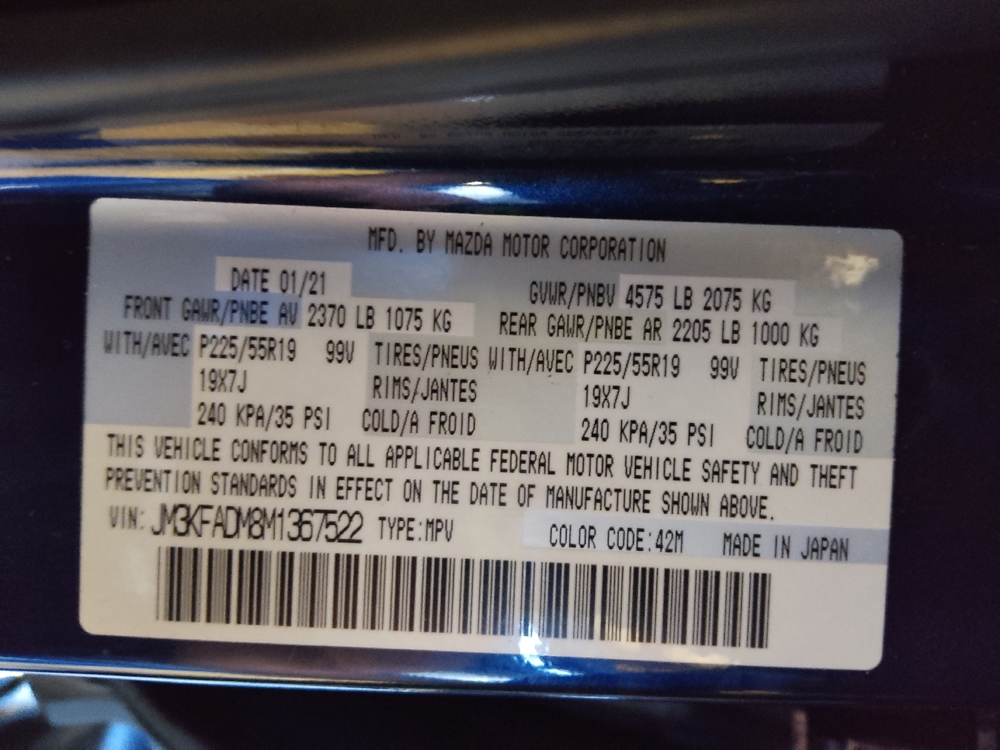 MFD. BY MAZDA MOTOR CORPORATION
DATE 01/21 GVWR/PNBV 4575 LB 2075 KG
FRONT GAWR/PNBE AV 2370 LB 1075 KG REAR GAWR/PNBE AR 2205 LB 1000 KG
WITH/AVEC P225/55R19 99V TIRES/PNEUS WITH/AVEC P225/55R19 99V TIRES/PNEUS
19X7J RIMS/JANTES 19X7J RIMS/JANTES
240 KPA/35 PSI COLD/A FROID 240 KPA/35 PSI COLD/A FROID
THIS VEHICLE CONFORMS TO ALL APPLICABLE FEDERAL MOTOR VEHICLE SAFETY AND THEFT
PREVENTION STANDARDS IN EFFECT ON THE DATE OF MANUFACTURE SHOWN ABOVE.
VIN: JM3KFADM8M1367522 TYPE:MPV COLOR CODE:42M MADE IN JAPAN